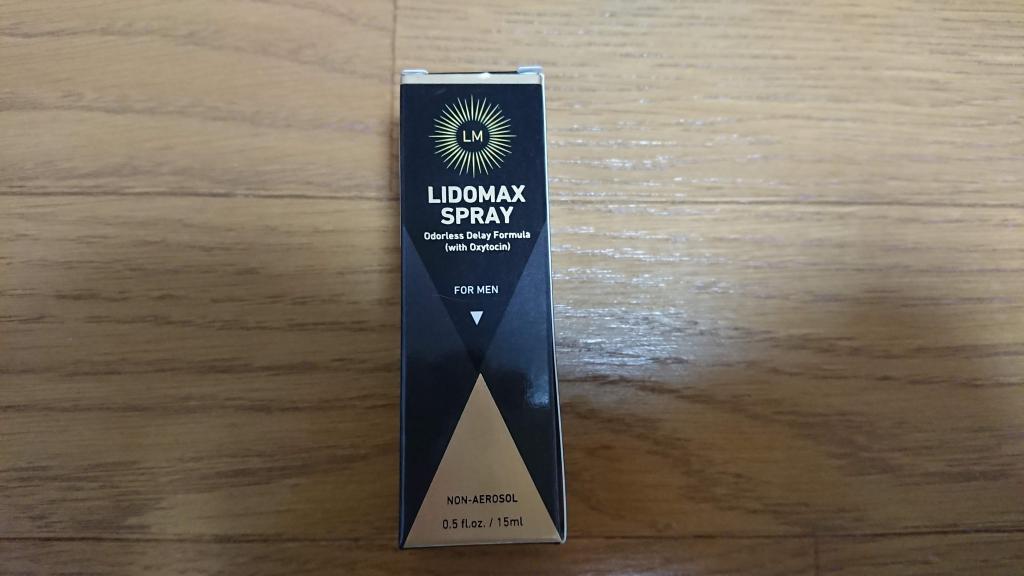 LM
LIDOMAX
SPRAY
Odorless Delay Formula
(with Oxytocin)
FOR MEN
NON-AEROSOL
0.5 fl.oz. / 15ml